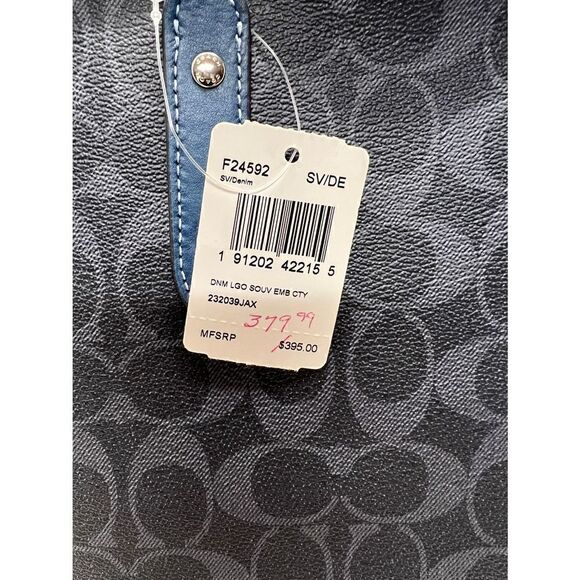 F24592 SV/DE
SV/Denim
1 91202 42215 5
DNM LGO SOUV EMB CTY
232039JAX
379.99
MFSRP $395.00